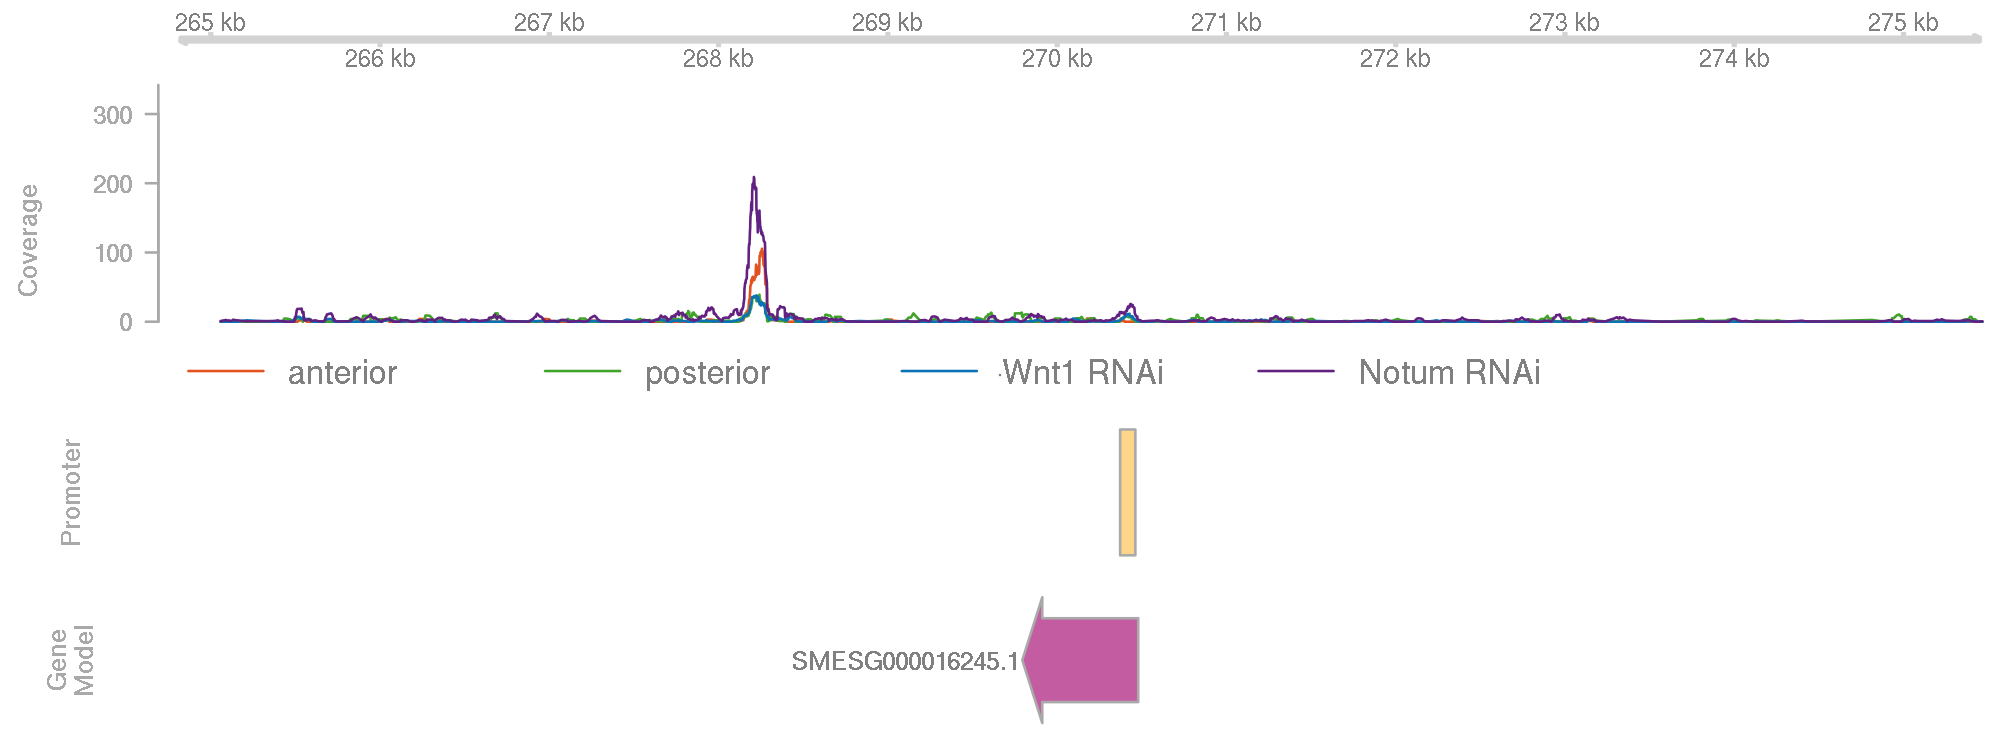 265 kb 267 kb 269 kb 271 kb 273 kb 275 kb
266 kb 268 kb 270 kb 272 kb 274 kb
Coverage
300
200
100
0
anterior posterior Wnt1 RNAi Notum RNAi
Promoter
Gene
Model
SMESG000016245.1